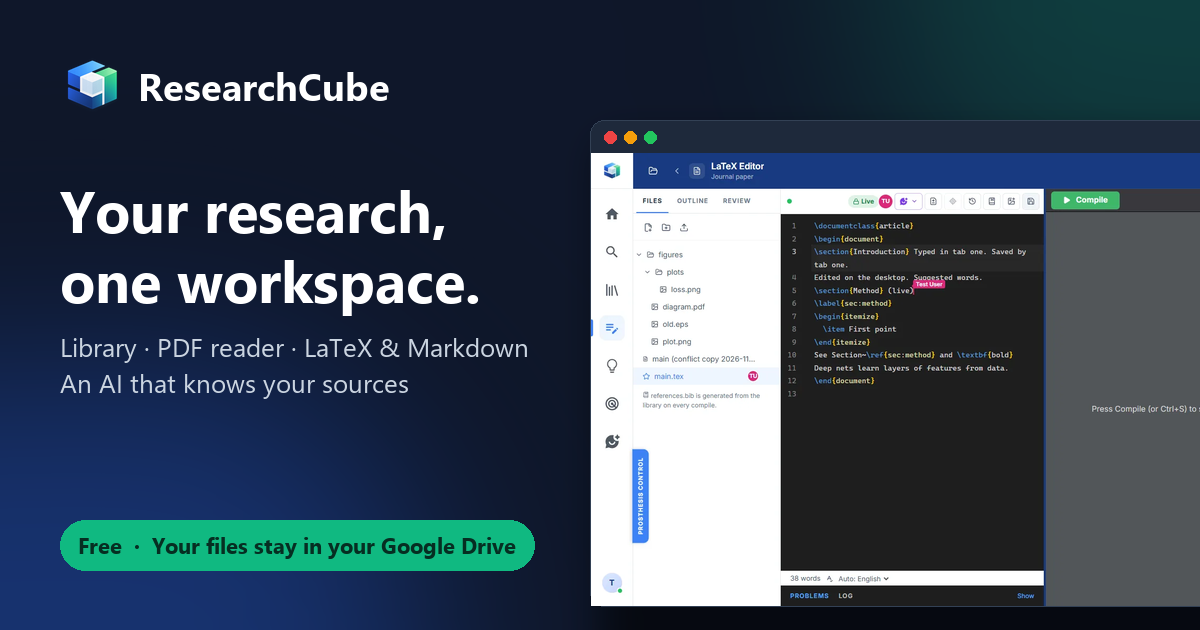 ResearchCube
Your research,
one workspace.
Library · PDF reader · LaTeX & Markdown
An AI that knows your sources
Free · Your files stay in your Google Drive
LaTeX Editor
Journal paper
FILES OUTLINE REVIEW
figures
plots
loss.png
diagram.pdf
old.eps
plot.png
main (conflict copy 2026-11...
main.tex TU
references.bib is generated from the
library on every compile.
PROSTHESIS CONTROL
T
Live TU
1 \documentclass{article}
2 \begin{document}
3 \section{Introduction} Typed in tab one. Saved by
tab one.
4 Edited on the desktop. Suggested words.
5 \section{Method} (live)
Test User
6 \label{sec:method}
7 \begin{itemize}
8 \item First point
9 \end{itemize}
10 See Section~\ref{sec:method} and \textbf{bold}
11 Deep nets learn layers of features from data.
12 \end{document}
13
38 words Auto: English
PROBLEMS LOG Show
Compile
Press Compile (or Ctrl+S) to